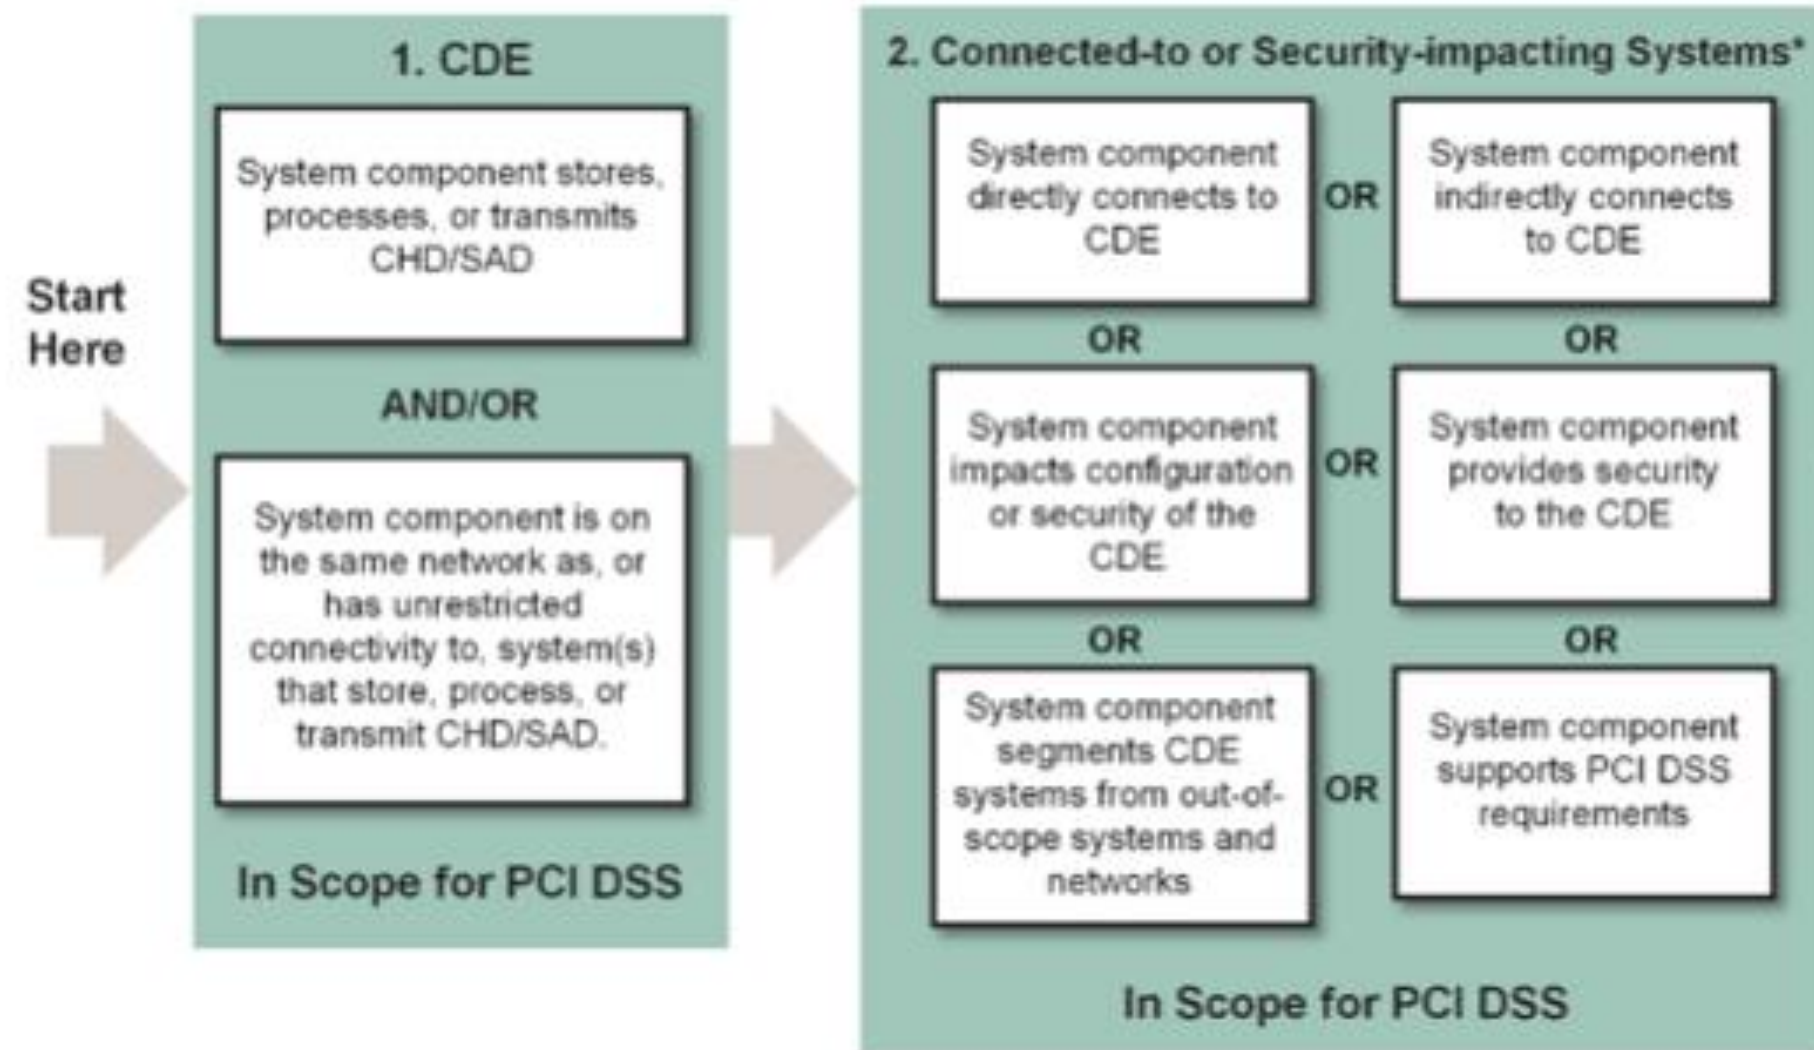 Start
Here
1. CDE
System component stores,
processes, or transmits
CHD/SAD
AND/OR
System component is on
the same network as, or
has unrestricted
connectivity to, system(s)
that store, process, or
transmit CHD/SAD.
In Scope for PCI DSS
2. Connected-to or Security-impacting Systems*
System component
directly connects to
CDE
OR
System component
indirectly connects
to CDE
OR
OR
System component
impacts configuration
or security of the
CDE
OR
System component
provides security
to the CDE
OR
OR
System component
segments CDE
systems from out-of-
scope systems and
networks
OR
System component
supports PCI DSS
requirements
In Scope for PCI DSS